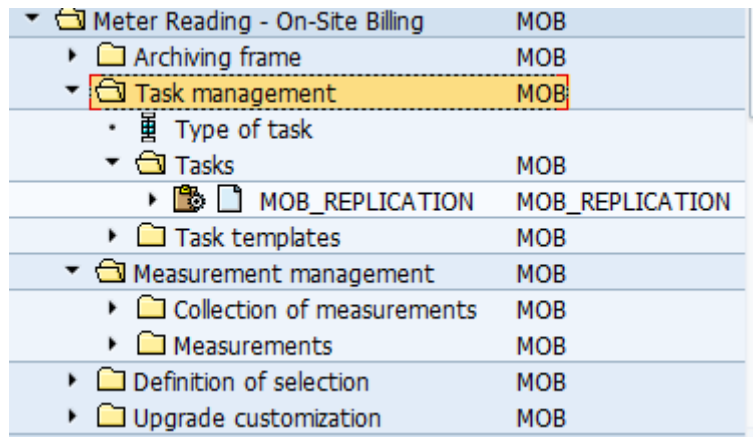 Meter Reading - On-Site Billing MOB
Archiving frame MOB
Task management MOB
Type of task
Tasks MOB
MOB_REPLICATION MOB_REPLICATION
Task templates MOB
Measurement management MOB
Collection of measurements MOB
Measurements MOB
Definition of selection MOB
Upgrade customization MOB